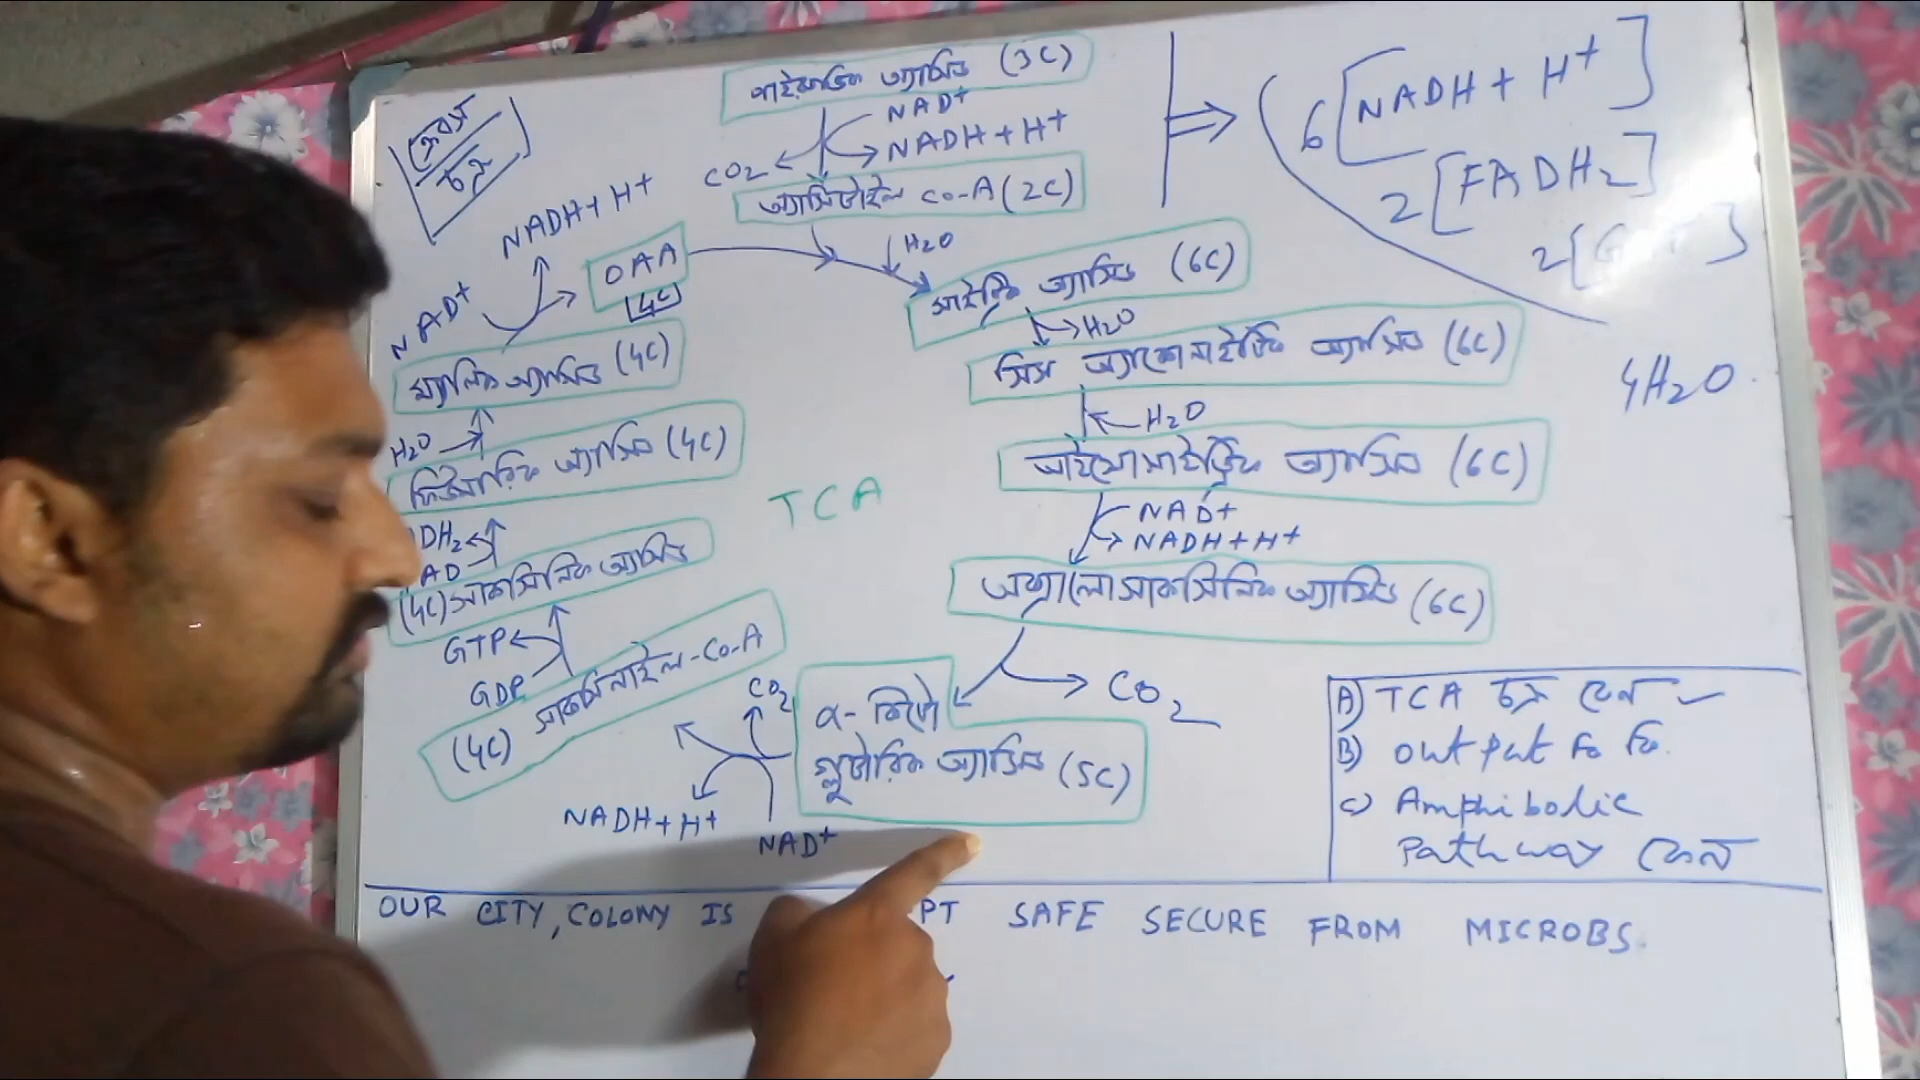 ক্রেবস
চক্র
পাইরুভিক অ্যাসিড (3C)
NAD+
NADH + H+
CO2
অ্যাসিটাইল CO-A (2C)
H2O
OAA
4C
সাইট্রিক অ্যাসিড (6C)
H2O
সিস অ্যাকোনাইটিক অ্যাসিড (6C)
H2O
আইসোসাইট্রিক অ্যাসিড (6C)
NAD+
NADH + H+
অক্সালোসাকসিনিক অ্যাসিড (6C)
CO2
α- কিটো
গ্লুটারিক অ্যাসিড (5C)
CO2
NADH + H+
NAD+
(4C) সাকসিনাইল-Co-A
GTP
GDP
(4C) সাকসিনিক অ্যাসিড
DH2
AD
ফিউমারিক অ্যাসিড (4C)
H2O
ম্যালিক অ্যাসিড (4C)
NAD+
NADH + H+
TCA
6 [NADH + H+]
2 [FADH2]
4H2O
A) TCA চক্র কেন
B) output কি কি.
C) Amphibolic
Pathway কেন
OUR CITY, COLONY IS PT SAFE SECURE FROM MICROBS.